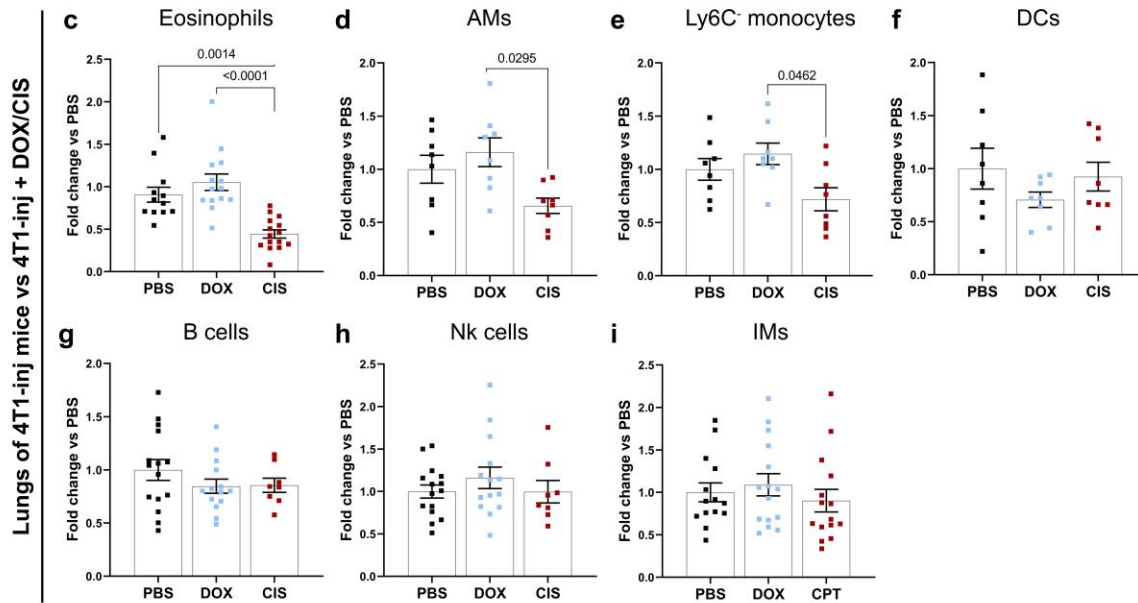 Lungs of 4T1-inj mice vs 4T1-inj + DOX/CIS
c Eosinophils
Fold change vs PBS
2.5
2.0
1.5
1.0
0.5
0.0
0.0014
<0.0001
PBS DOX CIS
d AMs
Fold change vs PBS
2.0
1.5
1.0
0.5
0.0
0.0295
PBS DOX CIS
e Ly6C⁻ monocytes
Fold change vs PBS
2.0
1.5
1.0
0.5
0.0
0.0462
PBS DOX CIS
f DCs
Fold change vs PBS
2.0
1.5
1.0
0.5
0.0
PBS DOX CIS
g B cells
Fold change vs PBS
2.0
1.5
1.0
0.5
0.0
PBS DOX CIS
h Nk cells
Fold change vs PBS
2.5
2.0
1.5
1.0
0.5
0.0
PBS DOX CIS
i IMs
Fold change vs PBS
2.5
2.0
1.5
1.0
0.5
0.0
PBS DOX CPT